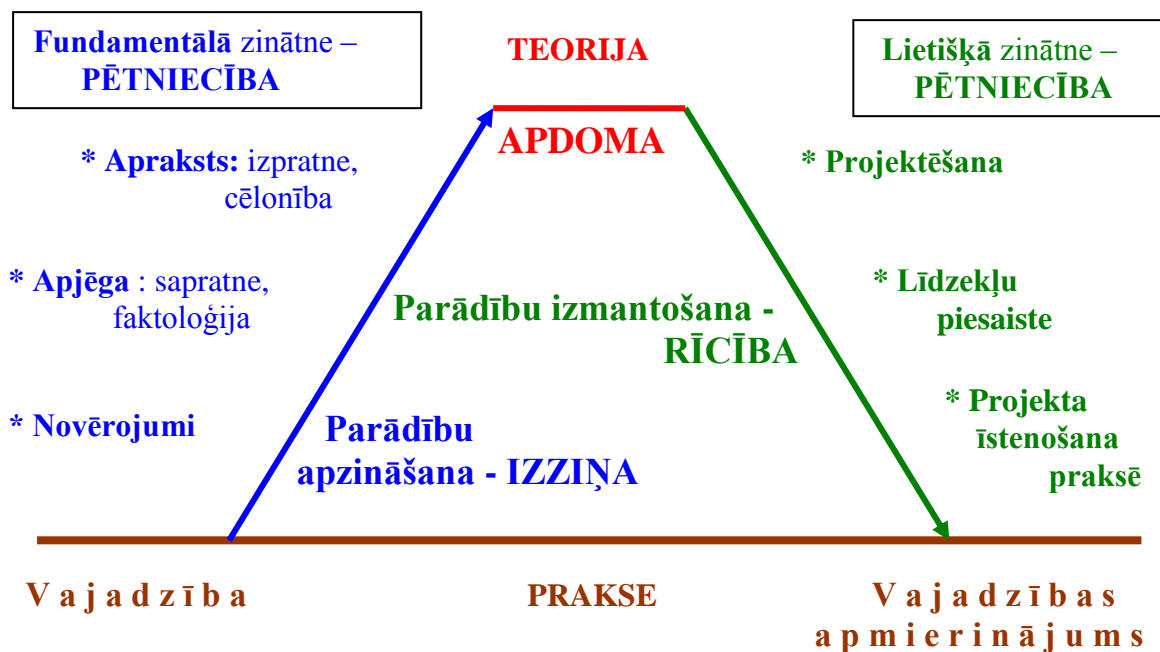 Fundamentālā zinātne –
PĒTNIECĪBA
TEORIJA
Lietišķā zinātne –
PĒTNIECĪBA
APDOMA
* Apraksts: izpratne,
cēlonība
* Projektēšana
* Apjēga : sapratne,
faktoloģija
Parādību izmantošana -
RĪCĪBA
* Līdzekļu
piesaiste
* Novērojumi
Parādību
apzināšana - IZZIŅA
* Projekta
īstenošana
praksē
Vajadzība
PRAKSE
Vajadzības
apmierinājums